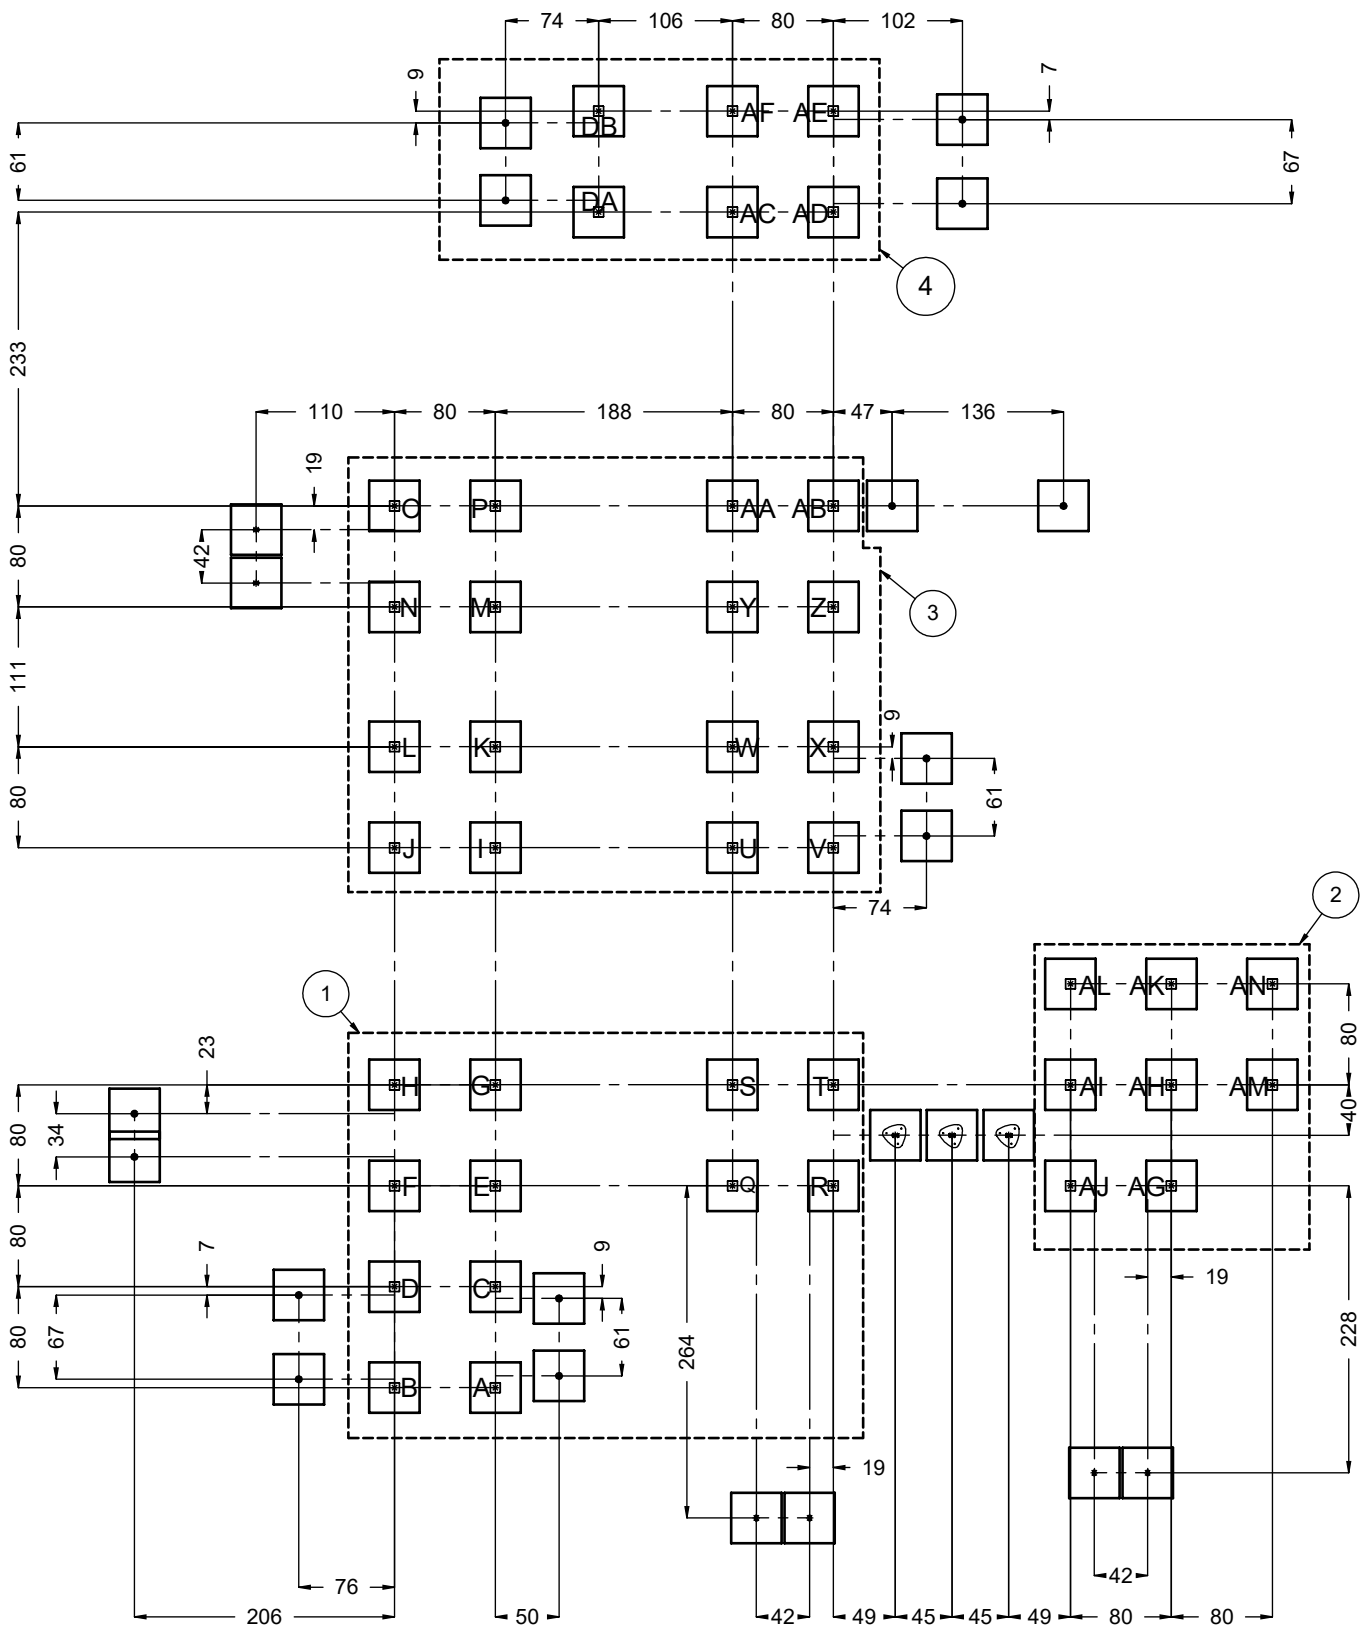 74 106 80 102
9 7
DB AF AE
61 67
DA AC AD
4
233
110 80 188 80 47 136
19
O P AA AB
42
80
N M Y Z
3
111
9
L K W X
61
80
J I U V
74
2
1
AL AK AN
23
80
H G S T AI AH AM
40
80 34
F E Q R AJ AG
7 9
80
D C
19
67 61
80
264 228
B A
19
42
76
206 50 42 49 45 45 49 80 80